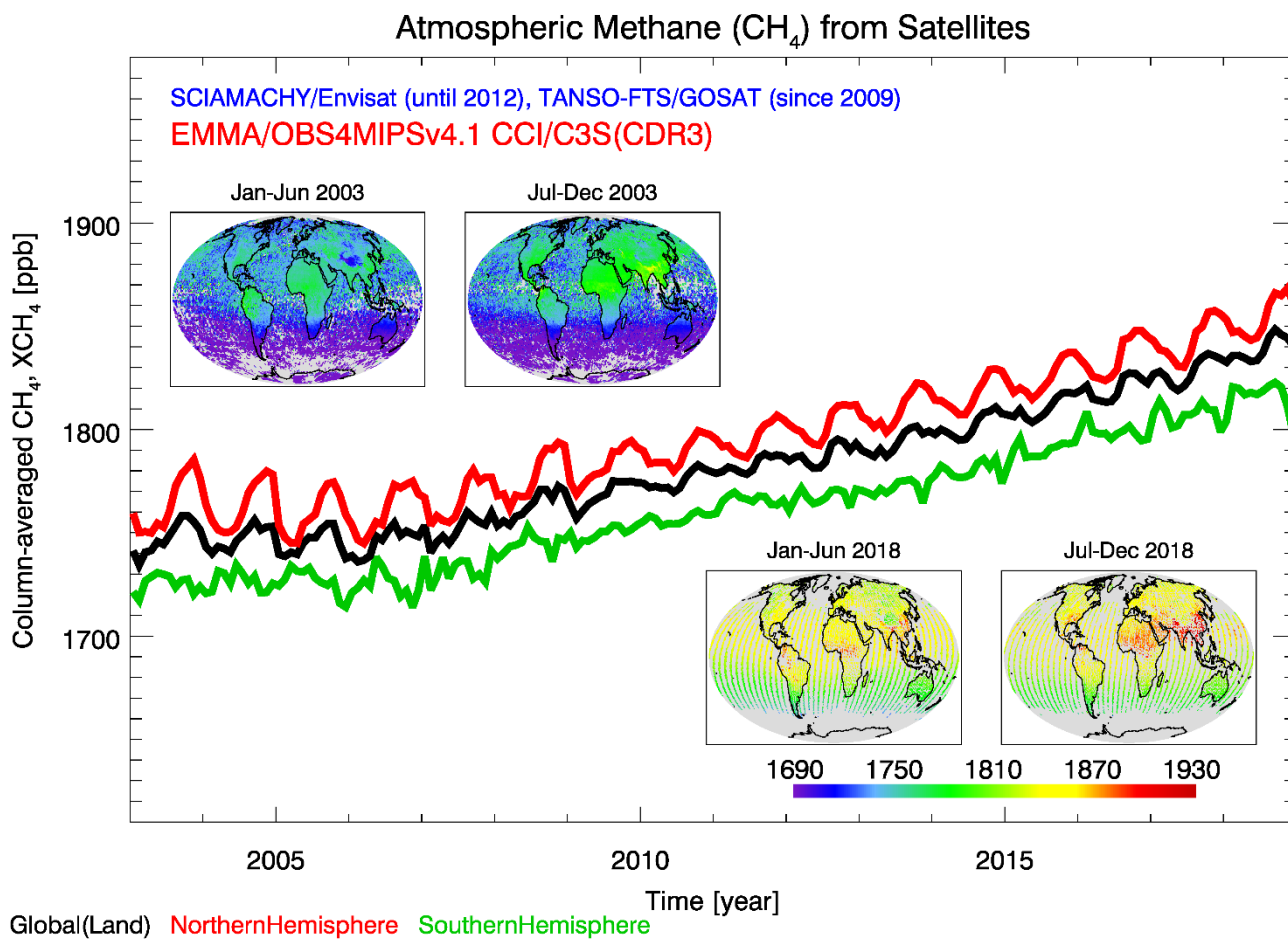 Atmospheric Methane (CH₄) from Satellites
SCIAMACHY/Envisat (until 2012), TANSO-FTS/GOSAT (since 2009)
EMMA/OBS4MIPSv4.1 CCI/C3S(CDR3)
Jan-Jun 2003 Jul-Dec 2003
Column-averaged CH₄, XCH₄ [ppb]
1900
1800
1700
Jan-Jun 2018 Jul-Dec 2018
1690 1750 1810 1870 1930
2005 2010 2015
Time [year]
Global(Land) NorthernHemisphere SouthernHemisphere